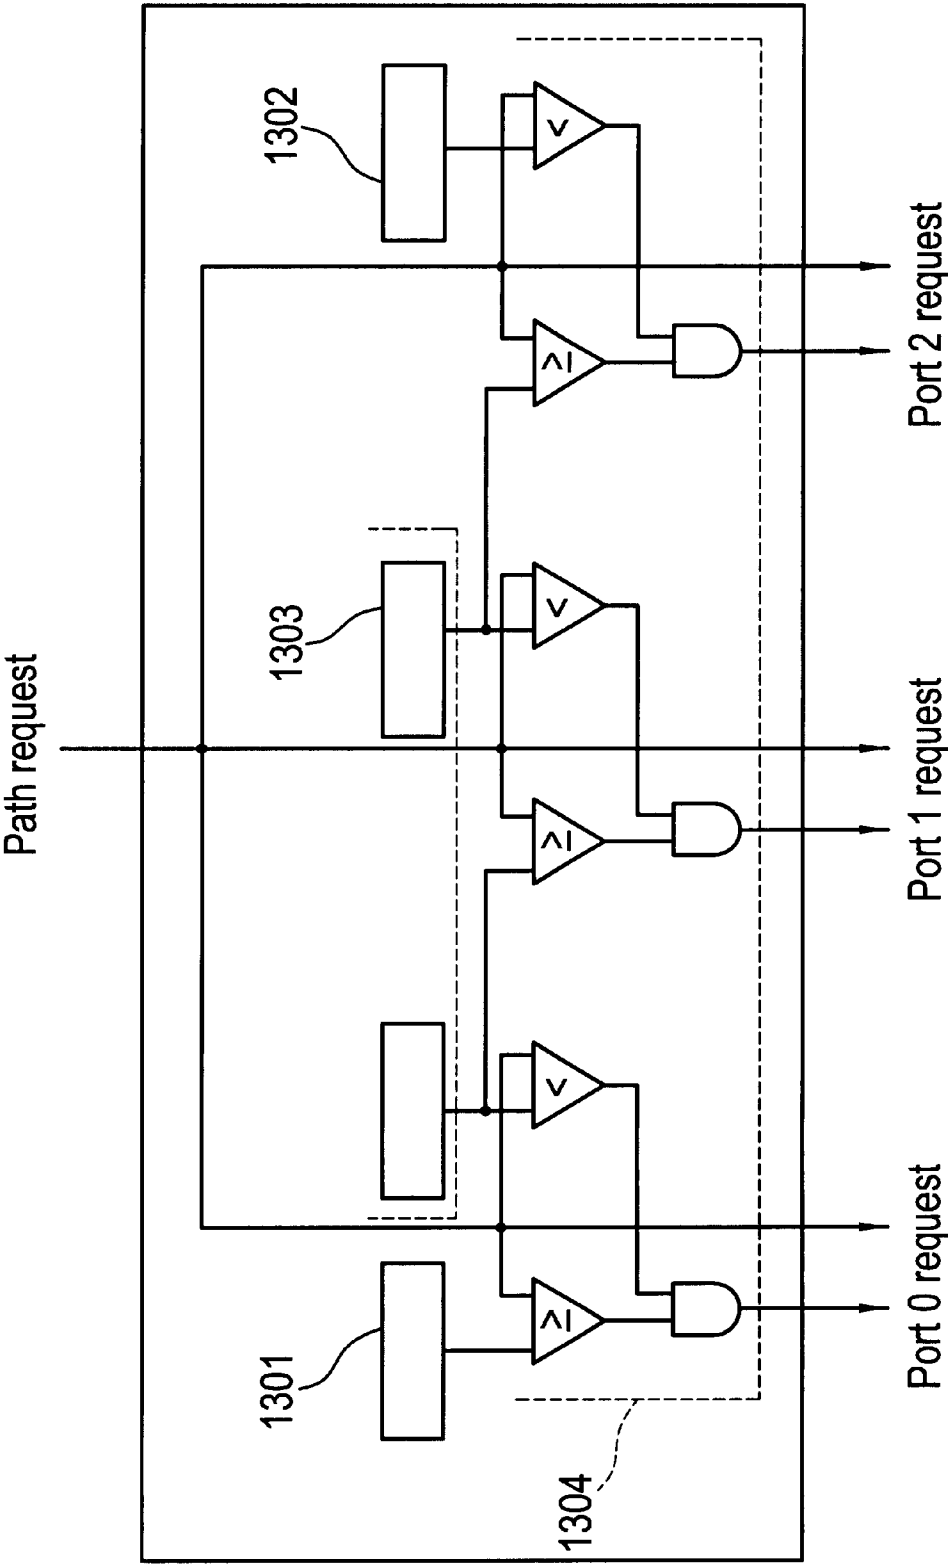 Path request
1301
1303
1302
≥
<
≥
<
≥
<
1304
Port 0 request
Port 1 request
Port 2 request